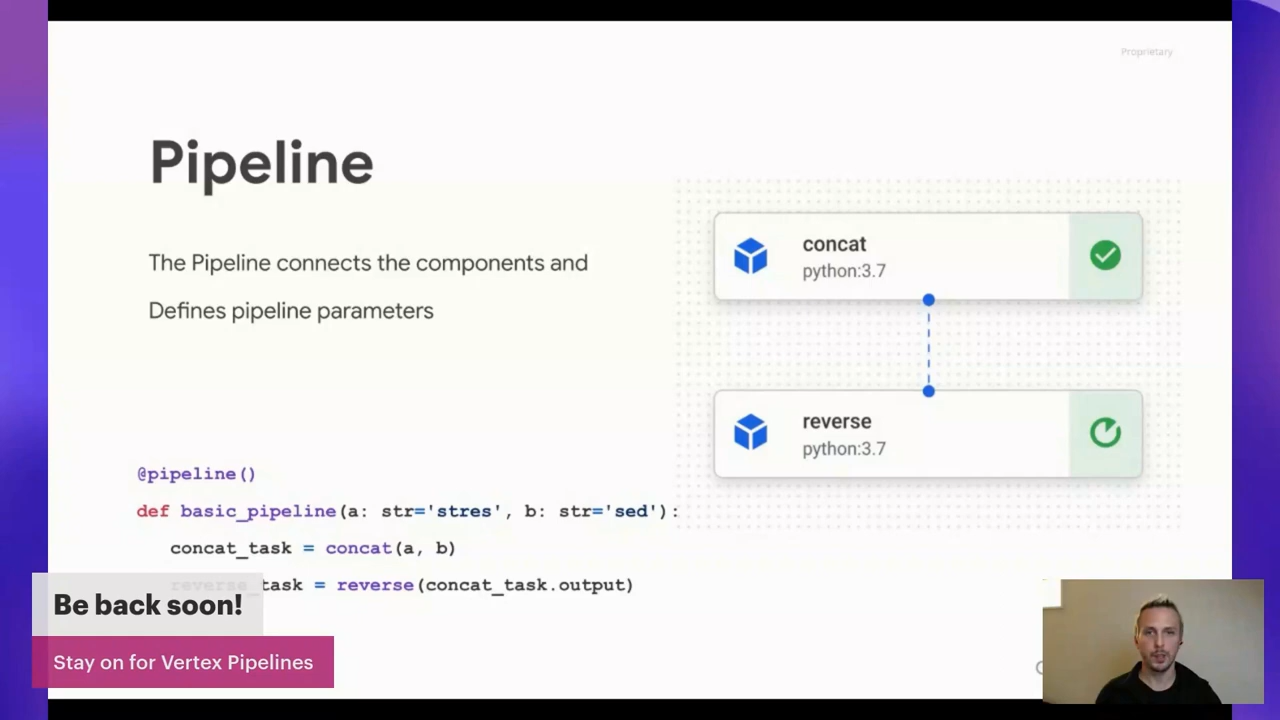 Proprietary
Pipeline
The Pipeline connects the components and
Defines pipeline parameters
concat
python:3.7
reverse
python:3.7
@pipeline()
def basic_pipeline(a: str='stres', b: str='sed'):
concat_task = concat(a, b)
reverse_task = reverse(concat_task.output)
Be back soon!
Stay on for Vertex Pipelines